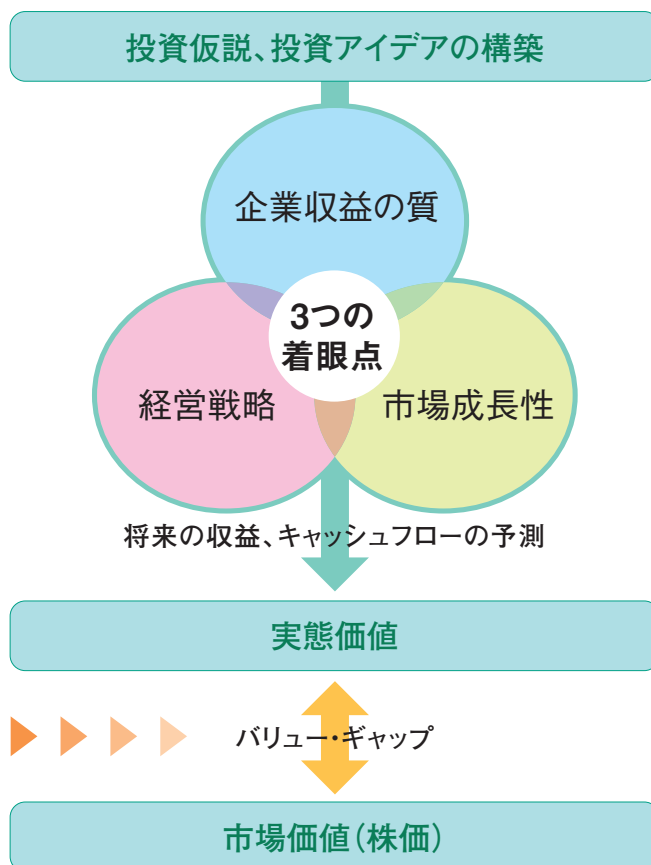 投資仮説、投資アイデアの構築
企業収益の質
3つの
着眼点
経営戦略
市場成長性
将来の収益、キャッシュフローの予測
実態価値
バリュー・ギャップ
市場価値(株価)